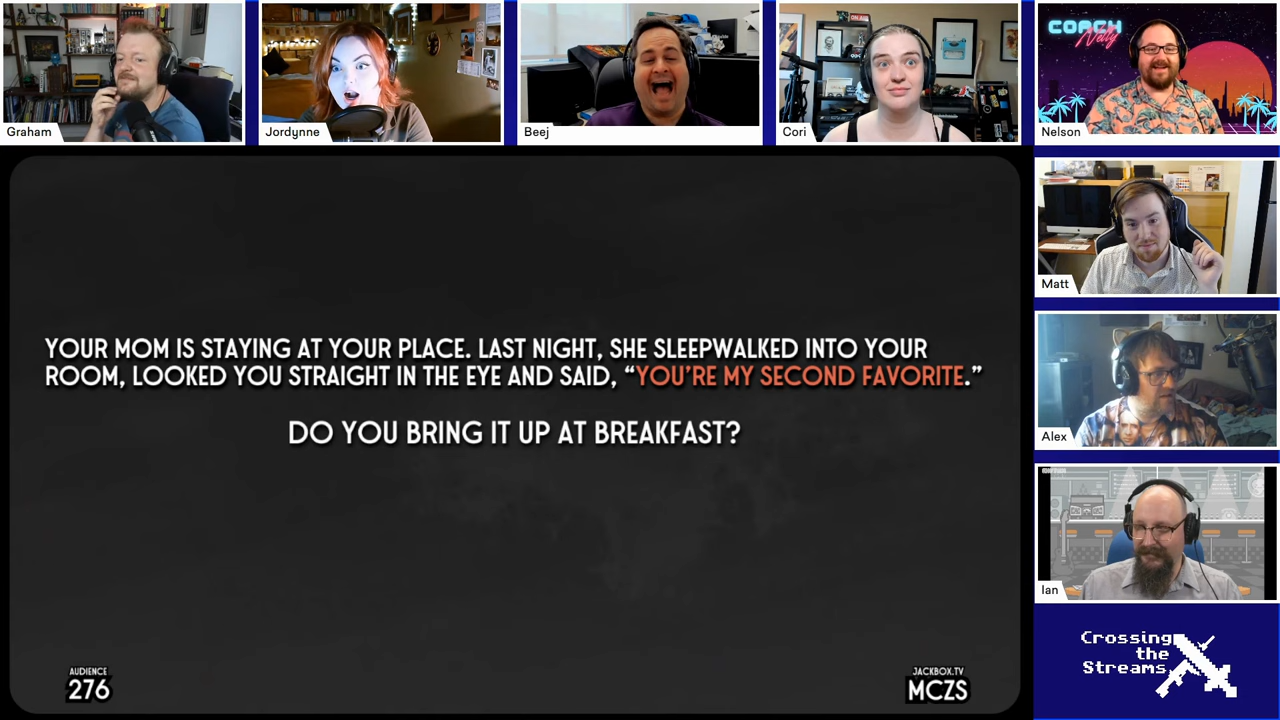 Graham
Jordynne
Beej
Cori
COACH
Nelly
Nelson
Matt
Alex
Ian
YOUR MOM IS STAYING AT YOUR PLACE. LAST NIGHT, SHE SLEEPWALKED INTO YOUR
ROOM, LOOKED YOU STRAIGHT IN THE EYE AND SAID, “YOU’RE MY SECOND FAVORITE.”
DO YOU BRING IT UP AT BREAKFAST?
AUDIENCE
276
JACKBOX.TV
MCZS
Crossing
the
Streams
ON AIR